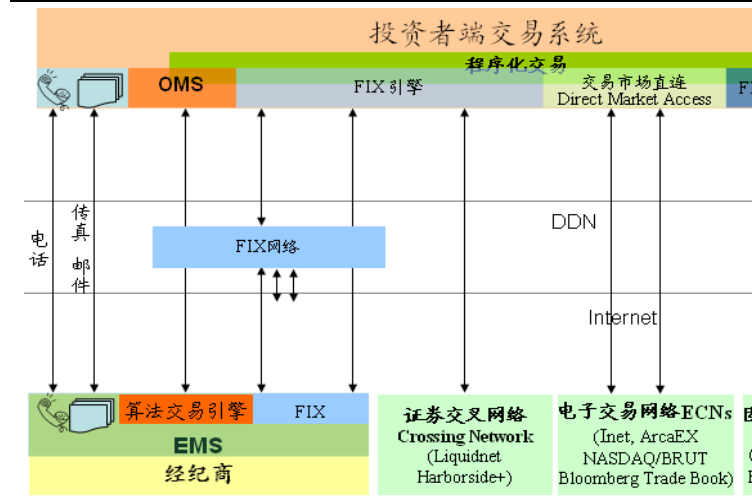 投资者端交易系统
程序化交易
OMS
FIX引擎
交易市场直连
Direct Market Access
电话
传真
邮件
DDN
FIX网络
Internet
算法交易引擎
FIX
EMS
经纪商
证券交叉网络
Crossing Network
(Liquidnet
Harborside+)
电子交易网络ECNs
(Inet, ArcaEX
NASDAQ/BRUT
Bloomberg Trade Book)